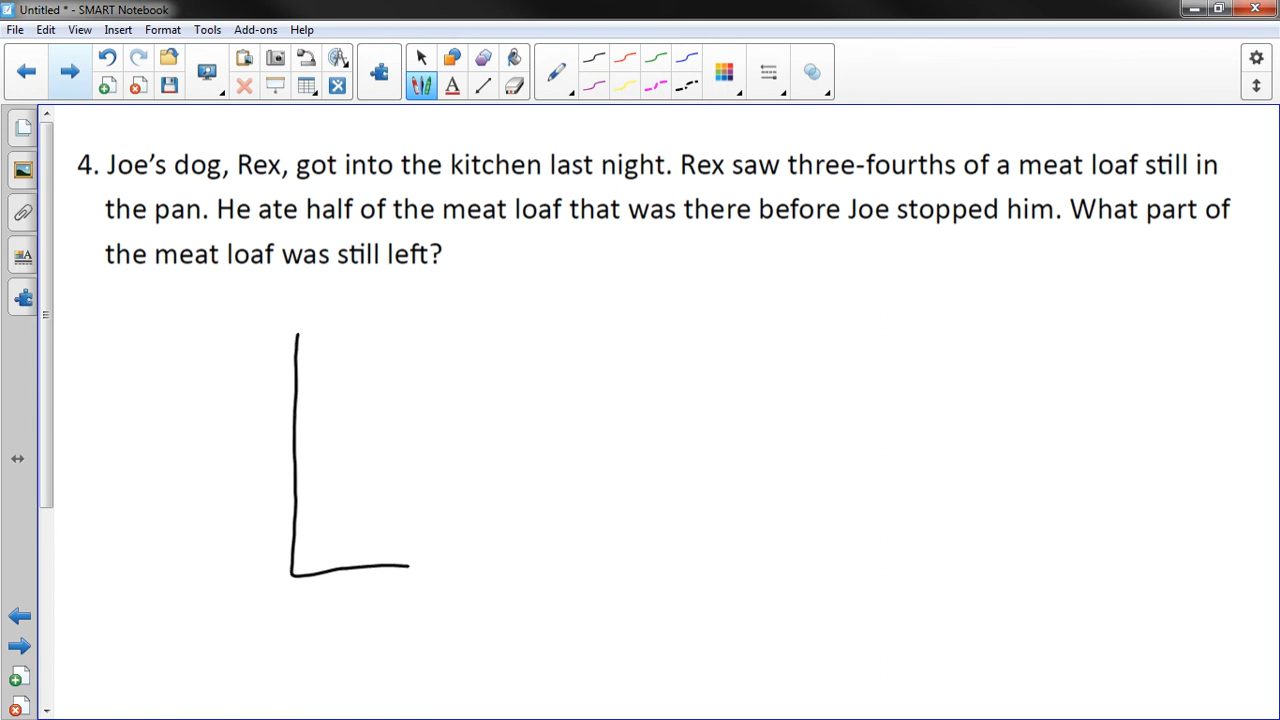 Untitled * - SMART Notebook
File Edit View Insert Format Tools Add-ons Help
4. Joe’s dog, Rex, got into the kitchen last night. Rex saw three-fourths of a meat loaf still in
the pan. He ate half of the meat loaf that was there before Joe stopped him. What part of
the meat loaf was still left?